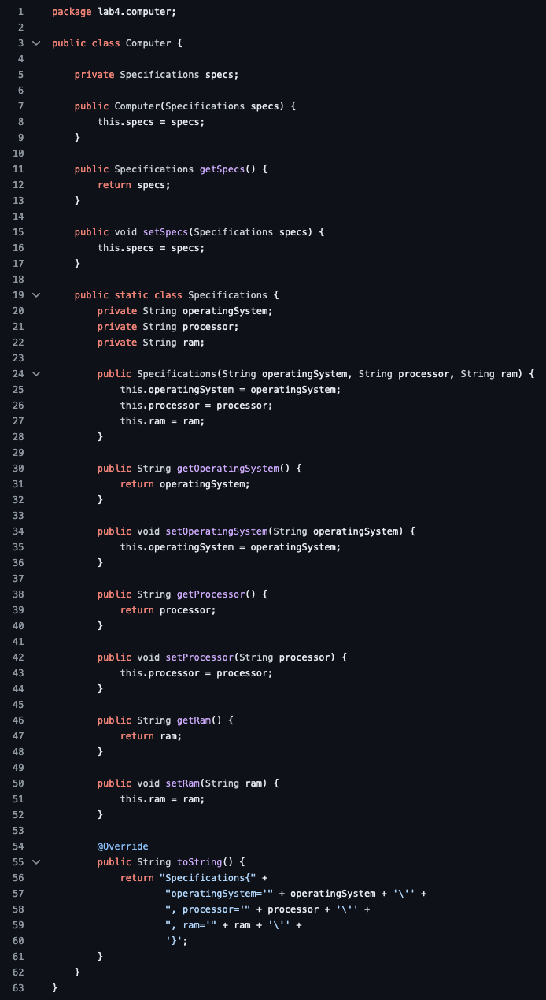 1 package lab4.computer;
2
3 public class Computer {
4
5     private Specifications specs;
6
7     public Computer(Specifications specs) {
8         this.specs = specs;
9     }
10
11     public Specifications getSpecs() {
12         return specs;
13     }
14
15     public void setSpecs(Specifications specs) {
16         this.specs = specs;
17     }
18
19     public static class Specifications {
20         private String operatingSystem;
21         private String processor;
22         private String ram;
23
24         public Specifications(String operatingSystem, String processor, String ram) {
25             this.operatingSystem = operatingSystem;
26             this.processor = processor;
27             this.ram = ram;
28         }
29
30         public String getOperatingSystem() {
31             return operatingSystem;
32         }
33
34         public void setOperatingSystem(String operatingSystem) {
35             this.operatingSystem = operatingSystem;
36         }
37
38         public String getProcessor() {
39             return processor;
40         }
41
42         public void setProcessor(String processor) {
43             this.processor = processor;
44         }
45
46         public String getRam() {
47             return ram;
48         }
49
50         public void setRam(String ram) {
51             this.ram = ram;
52         }
53
54         @Override
55         public String toString() {
56             return "Specifications{" +
57                     "operatingSystem='" + operatingSystem + '\'' +
58                     ", processor='" + processor + '\'' +
59                     ", ram='" + ram + '\'' +
60                     '}';
61         }
62     }
63 }